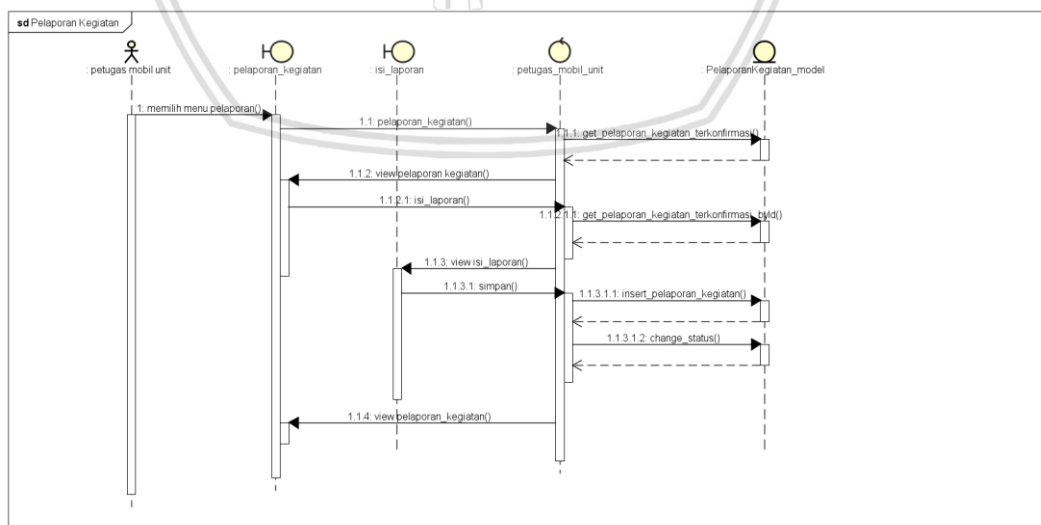 sd Pelaporan Kegiatan
: petugas mobil unit
: pelaporan_kegiatan
: isi_laporan
: petugas_mobil_unit
: PelaporanKegiatan_model
1: memilih menu pelaporan()
1.1: pelaporan_kegiatan()
1.1.1: get_pelaporan_kegiatan_terkonfirmasi()
1.1.2: view pelaporan kegiatan()
1.1.2.1: isi_laporan()
1.1.2.1.1: get_pelaporan_kegiatan_terkonfirmasi_byId()
1.1.3: view isi_laporan()
1.1.3.1: simpan()
1.1.3.1.1: insert_pelaporan_kegiatan()
1.1.3.1.2: change_status()
1.1.4: view pelaporan_kegiatan()